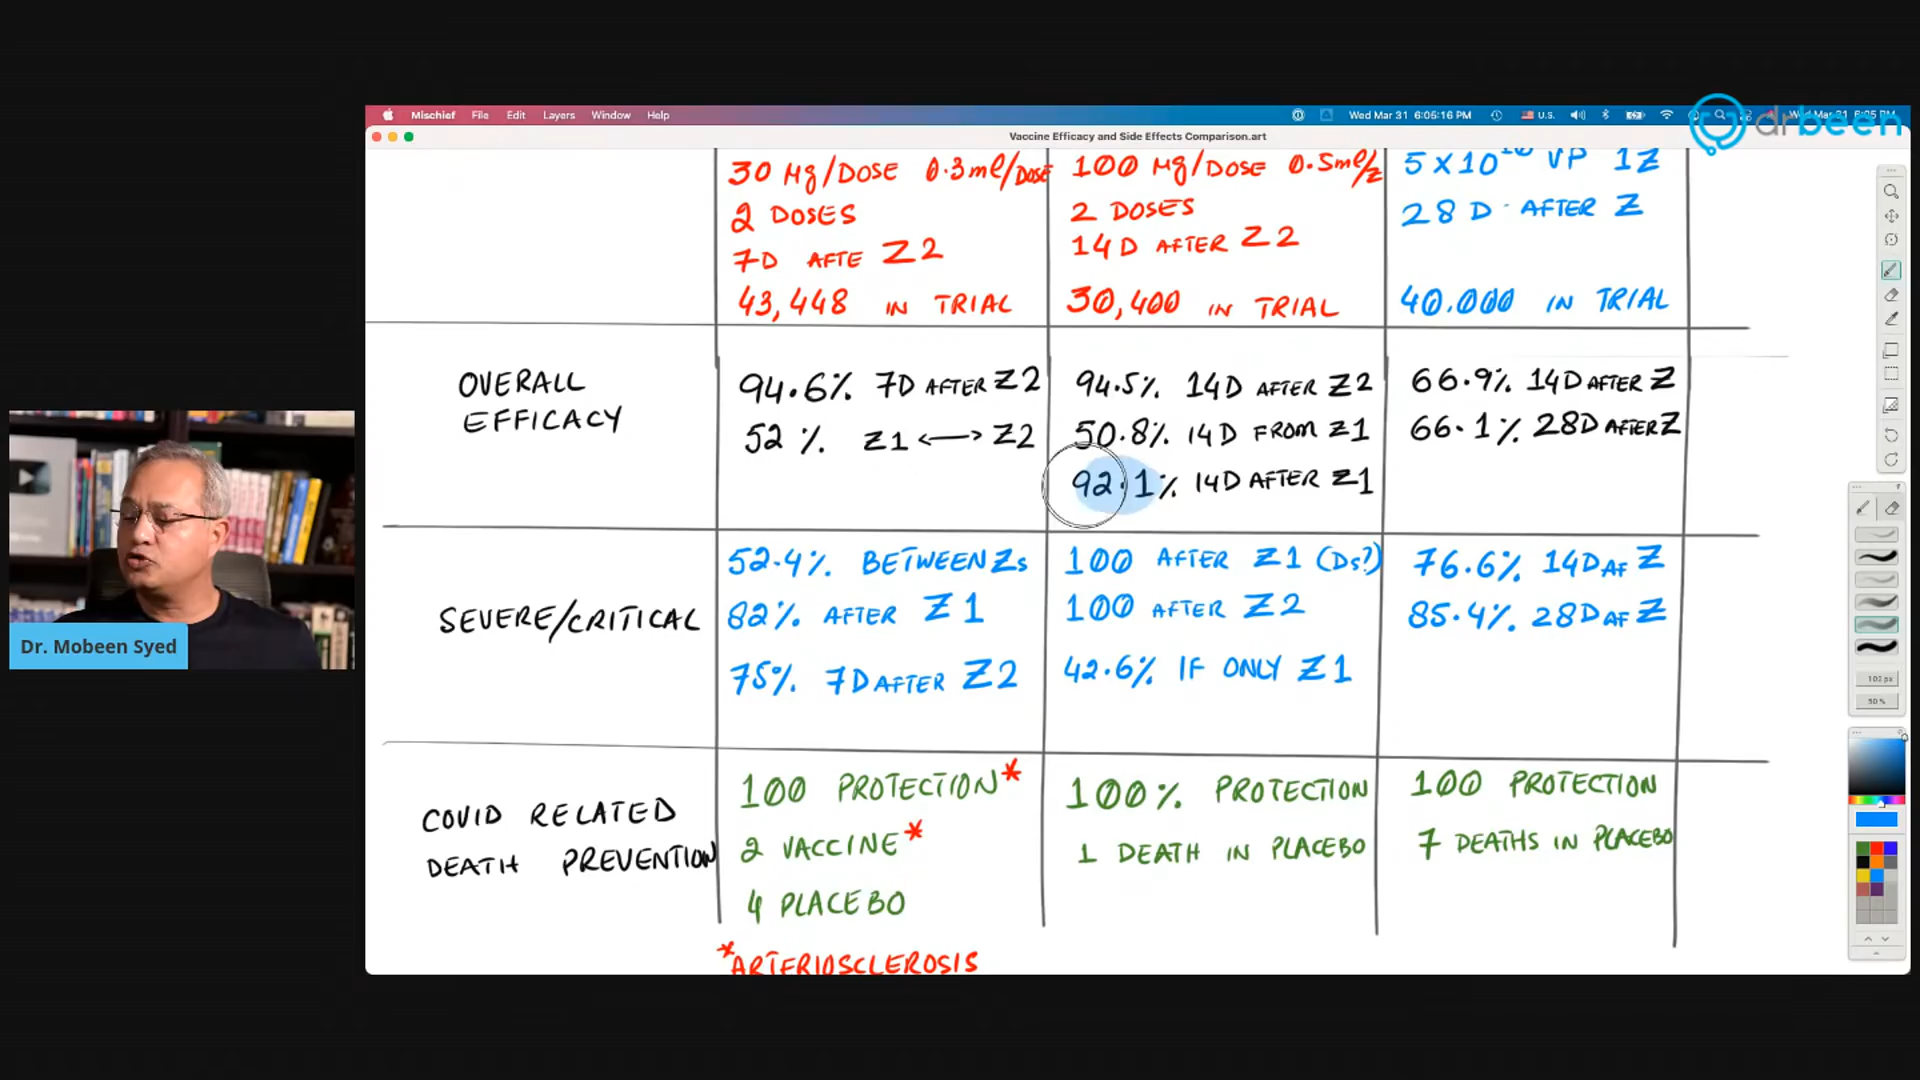 Mischief File Edit Layers Window Help Wed Mar 31 6:05:16 PM U.S.
drbeen
Vaccine Efficacy and Side Effects Comparison.art
30 Mg/DOSE 0.3ml/DOSE
2 DOSES
7D AFTE Z2
43,448 IN TRIAL
100 Mg/DOSE 0.5ml/Z
2 DOSES
14D AFTER Z2
30,400 IN TRIAL
5 X 10¹⁰ VP 1Z
28 D AFTER Z
40.000 IN TRIAL
OVERALL
EFFICACY
94.6% 7D AFTER Z2
52 % Z1 <—> Z2
94.5% 14D AFTER Z2
50.8% 14D FROM Z1
92.1% 14D AFTER Z1
66.9% 14D AFTER Z
66.1% 28D AFTER Z
SEVERE/CRITICAL
52.4% BETWEEN Zs
82% AFTER Z1
75% 7D AFTER Z2
100 AFTER Z1 (Ds?)
100 AFTER Z2
42.6% IF ONLY Z1
76.6% 14D AF Z
85.4% 28D AF Z
COVID RELATED
DEATH PREVENTION
100 PROTECTION*
2 VACCINE*
4 PLACEBO
*ARTERIOSCLEROSIS
100% PROTECTION
1 DEATH IN PLACEBO
100 PROTECTION
7 DEATHS IN PLACEBO
Dr. Mobeen Syed
102 px
50 %